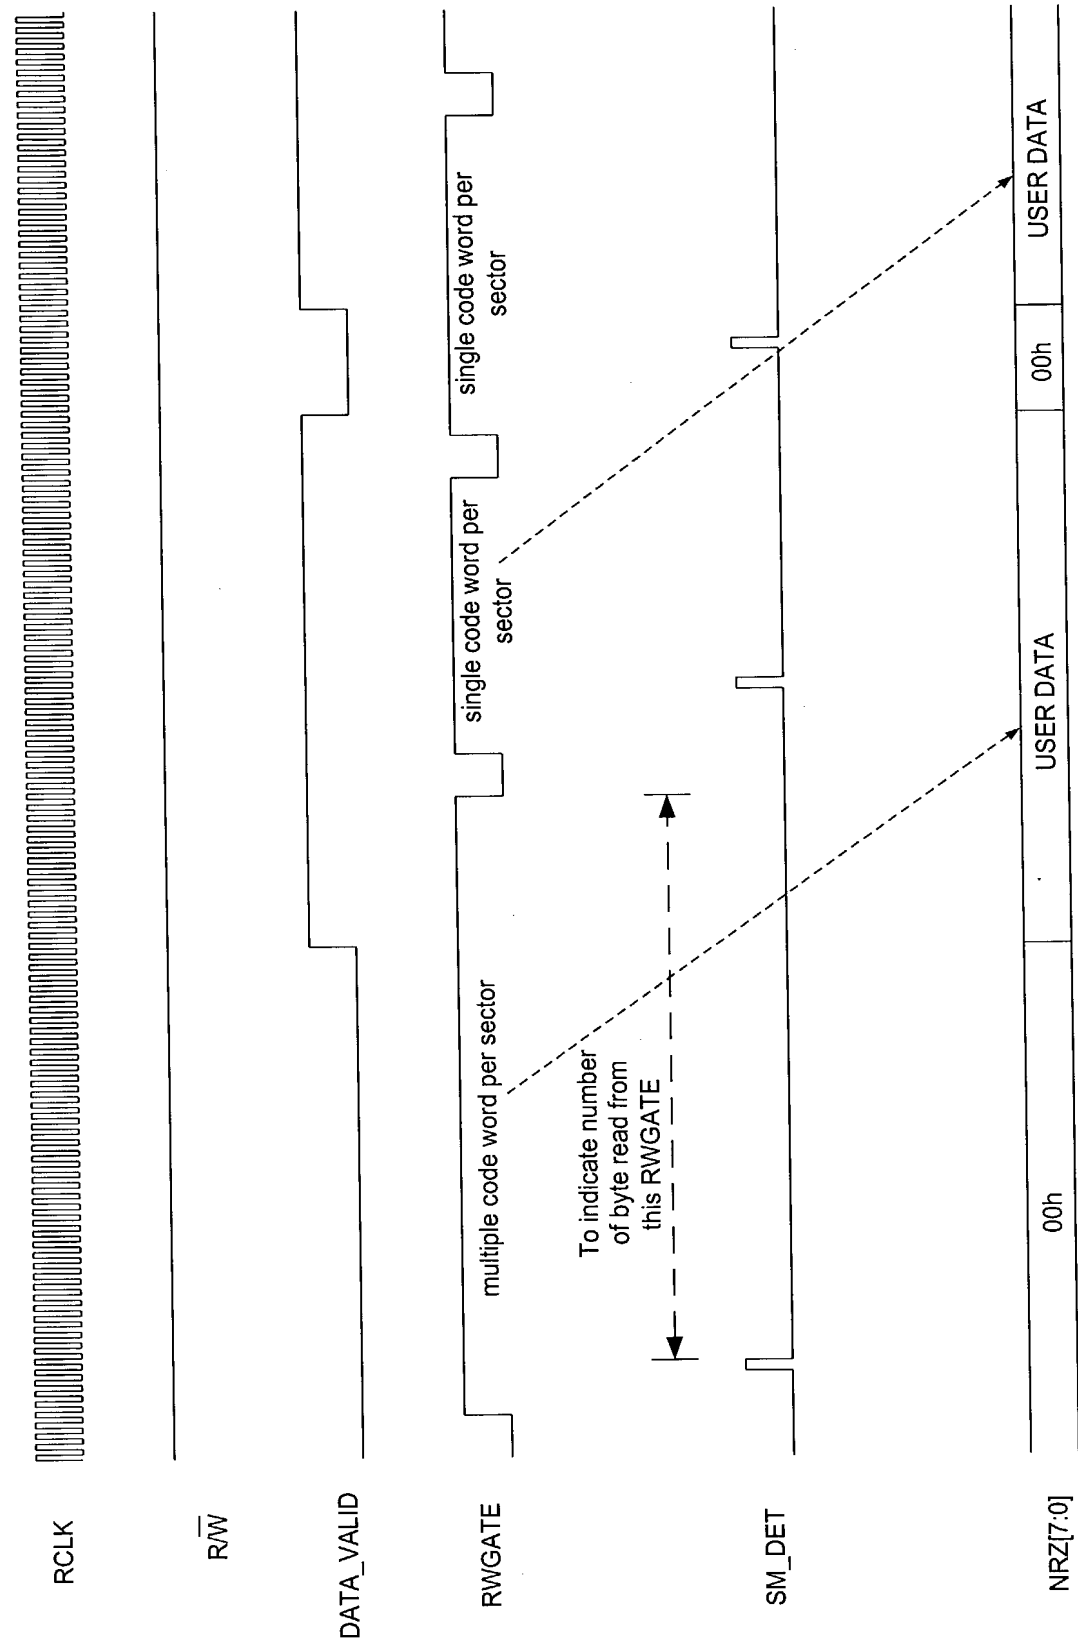 RCLK
R/W
DATA_VALID
RWGATE
multiple code word per sector
single code word per
sector
single code word per
sector
To indicate number
of byte read from
this RWGATE
SM_DET
NRZ[7:0]
00h
USER DATA
00h
USER DATA